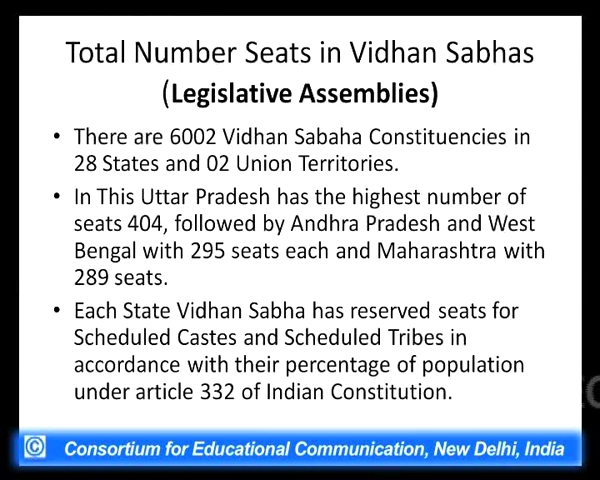 Total Number Seats in Vidhan Sabhas
(Legislative Assemblies)
• There are 6002 Vidhan Sabaha Constituencies in
28 States and 02 Union Territories.
• In This Uttar Pradesh has the highest number of
seats 404, followed by Andhra Pradesh and West
Bengal with 295 seats each and Maharashtra with
289 seats.
• Each State Vidhan Sabha has reserved seats for
Scheduled Castes and Scheduled Tribes in
accordance with their percentage of population
under article 332 of Indian Constitution.
© Consortium for Educational Communication, New Delhi, India